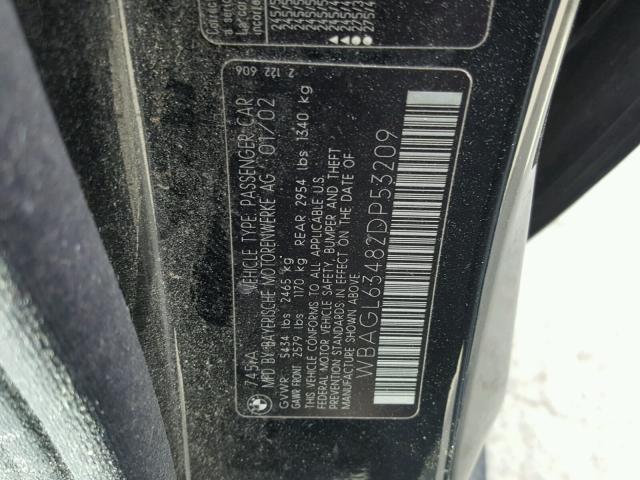 2 122 606
745iA VEHICLE TYPE: PASSENGER CAR
MFD BY BAYERISCHE MOTORENWERKE AG 01/02
GVWR 5434 lbs 2465 kg
GAWR FRONT 2579 lbs 1170 kg REAR 2954 lbs 1340 kg
THIS VEHICLE CONFORMS TO ALL APPLICABLE U.S.
FEDERAL MOTOR VEHICLE SAFETY, BUMPER AND THEFT
PREVENTION STANDARDS IN EFFECT ON THE DATE OF
MANUFACTURE SHOWN ABOVE.
WBAGL63482DP53209